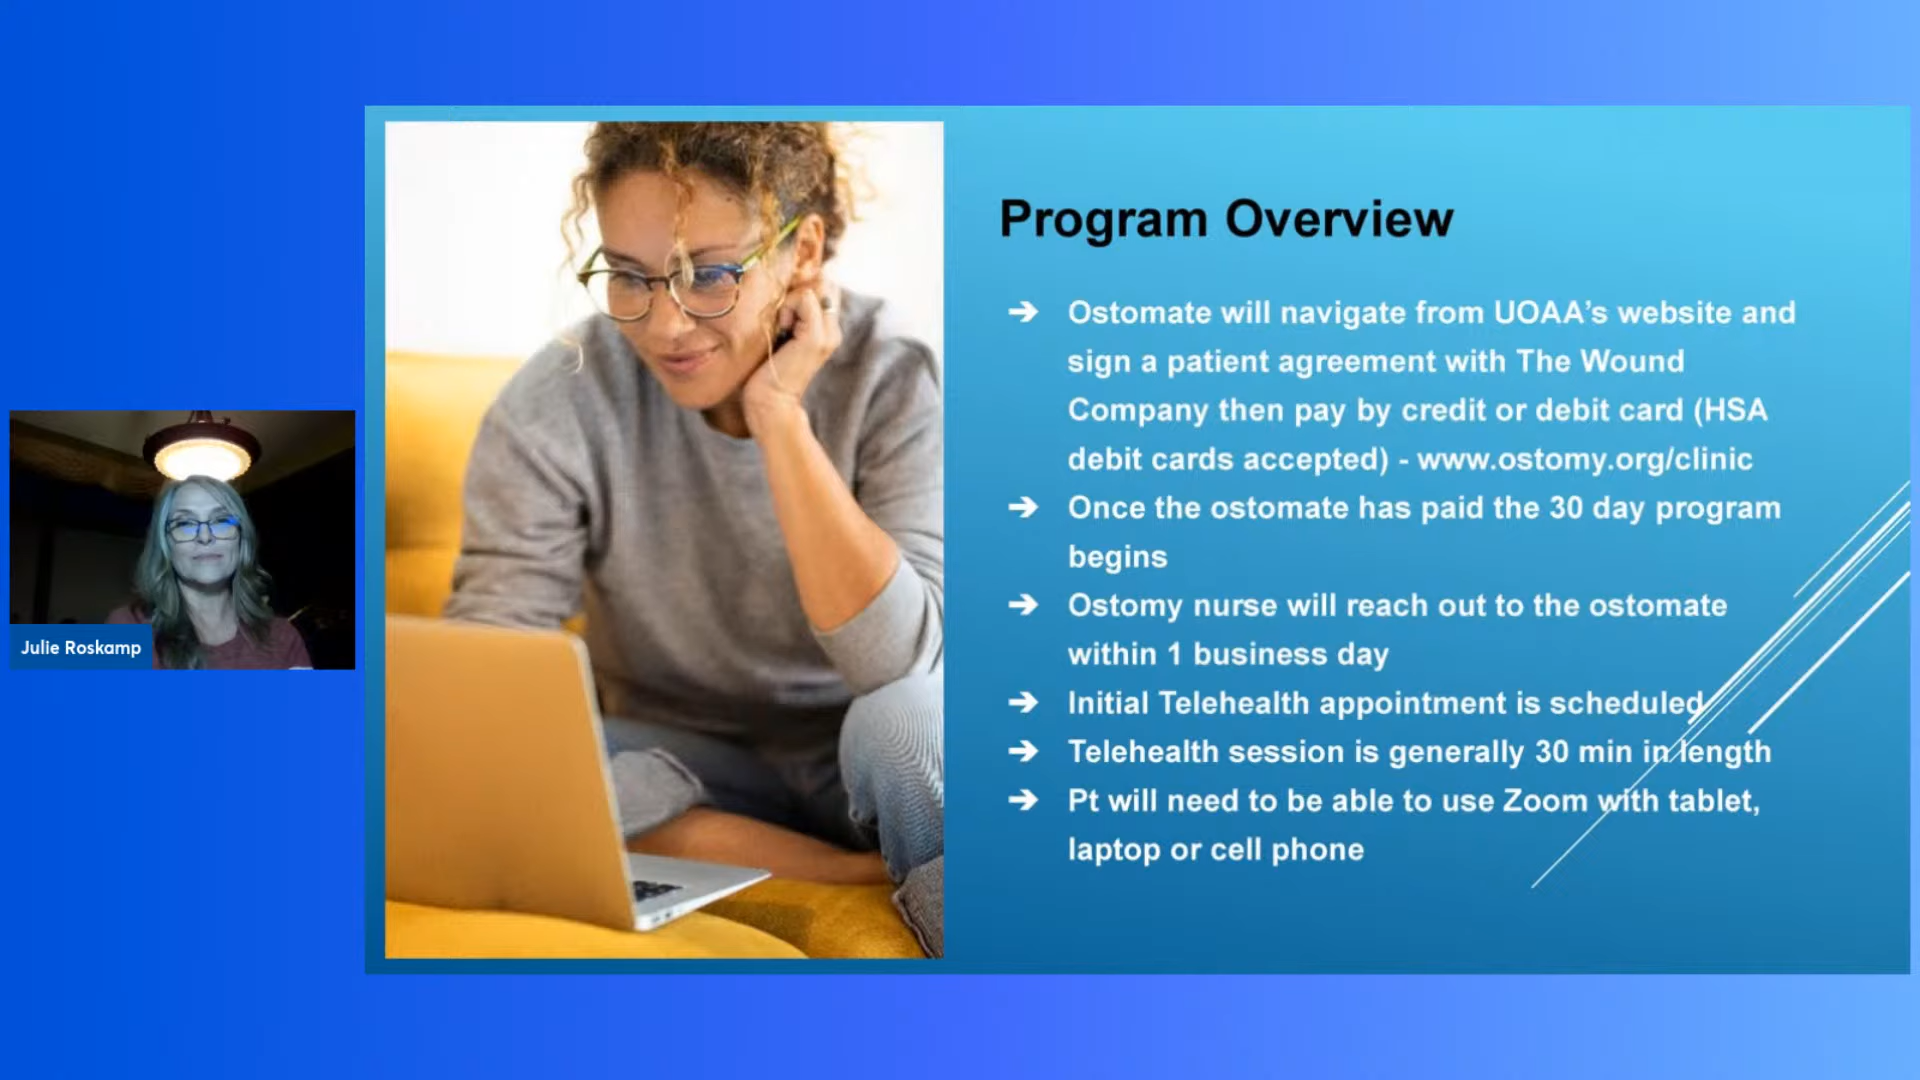 Program Overview
➔ Ostomate will navigate from UOAA’s website and
sign a patient agreement with The Wound
Company then pay by credit or debit card (HSA
debit cards accepted) - www.ostomy.org/clinic
➔ Once the ostomate has paid the 30 day program
begins
➔ Ostomy nurse will reach out to the ostomate
within 1 business day
➔ Initial Telehealth appointment is scheduled
➔ Telehealth session is generally 30 min in length
➔ Pt will need to be able to use Zoom with tablet,
laptop or cell phone
Julie Roskamp